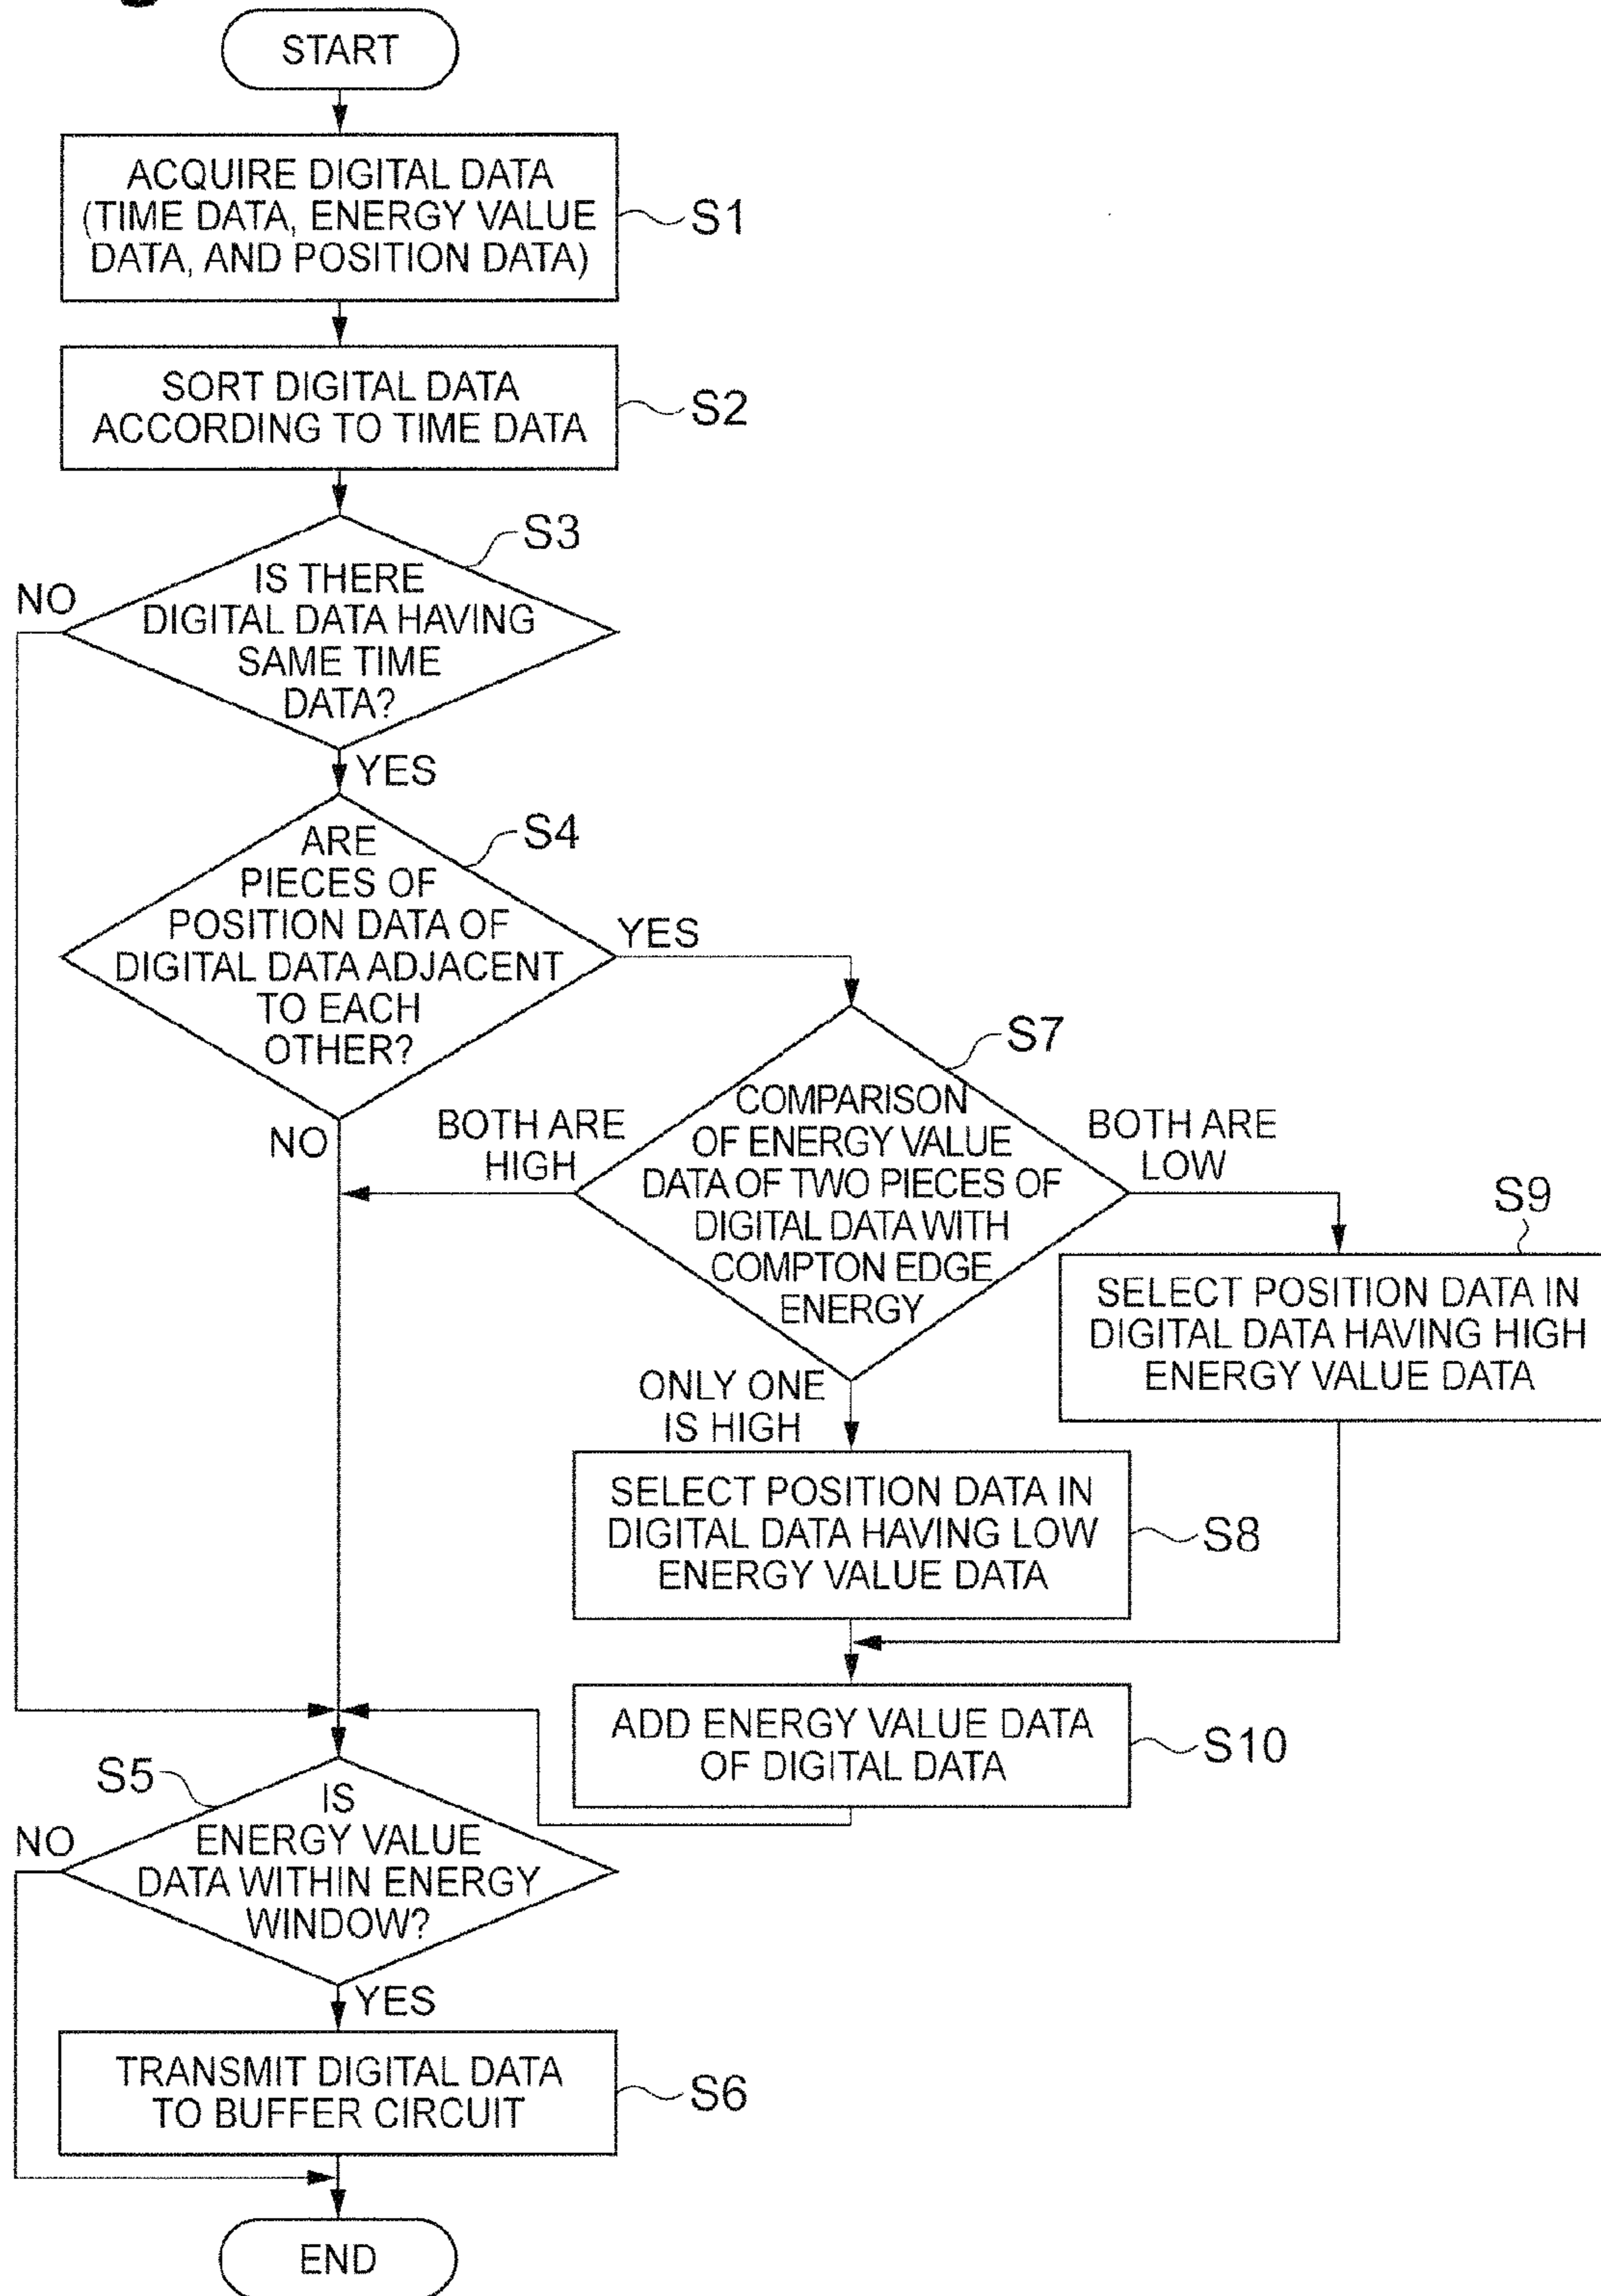 START
ACQUIRE DIGITAL DATA
(TIME DATA, ENERGY VALUE
DATA, AND POSITION DATA)
S1
SORT DIGITAL DATA
ACCORDING TO TIME DATA
S2
S3
IS THERE
DIGITAL DATA HAVING
SAME TIME
DATA?
NO
YES
S4
ARE
PIECES OF
POSITION DATA OF
DIGITAL DATA ADJACENT
TO EACH
OTHER?
YES
NO
S7
COMPARISON
OF ENERGY VALUE
DATA OF TWO PIECES OF
DIGITAL DATA WITH
COMPTON EDGE
ENERGY
BOTH ARE
HIGH
BOTH ARE
LOW
ONLY ONE
IS HIGH
S9
SELECT POSITION DATA IN
DIGITAL DATA HAVING HIGH
ENERGY VALUE DATA
SELECT POSITION DATA IN
DIGITAL DATA HAVING LOW
ENERGY VALUE DATA
S8
ADD ENERGY VALUE DATA
OF DIGITAL DATA
S10
S5
IS
ENERGY VALUE
DATA WITHIN ENERGY
WINDOW?
NO
YES
TRANSMIT DIGITAL DATA
TO BUFFER CIRCUIT
S6
END